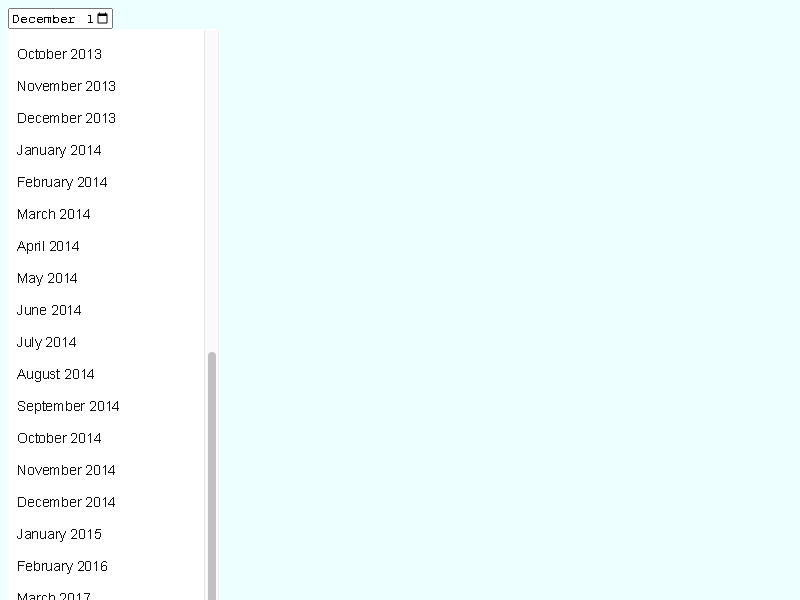 December 1
October 2013
November 2013
December 2013
January 2014
February 2014
March 2014
April 2014
May 2014
June 2014
July 2014
August 2014
September 2014
October 2014
November 2014
December 2014
January 2015
February 2016
March 2017